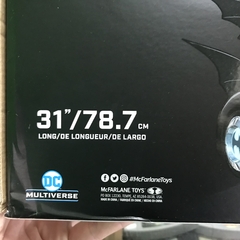 31"/78.7 CM
LONG/DE LONGUEUR/DE LARGO
DC
MULTIVERSE
#McFarlaneToys
McFARLANE TOYS